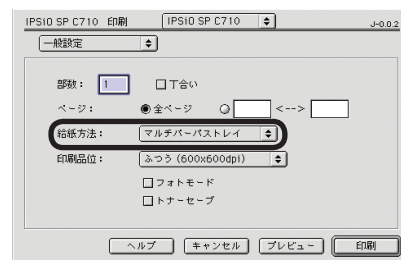 IPSiO SP C710 印刷 IPSiO SP C710 J-0.0.2
一般設定
部数： 1 丁合い
ページ： 全ページ <-->
給紙方法： マルチパーパストレイ
印刷品位： ふつう (600x600dpi)
フォトモード
トナーセーブ
ヘルプ キャンセル プレビュー 印刷